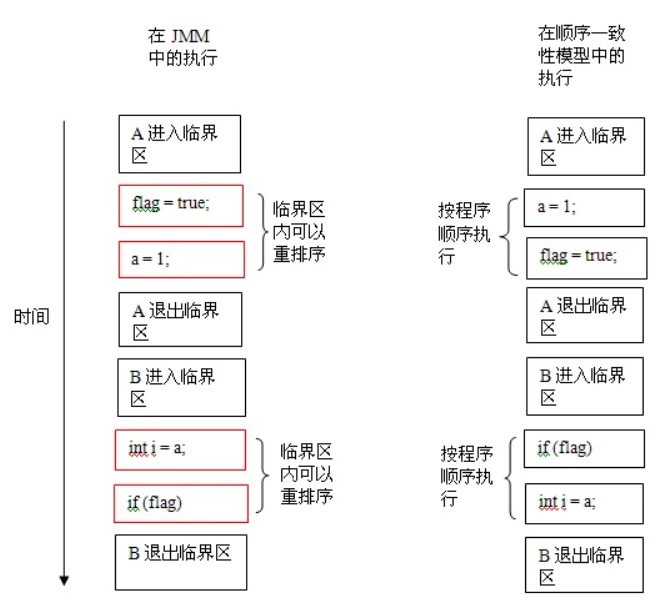 在 JMM
中的执行
A 进入临界
区
flag = true;
临界区
内可以
重排序
a = 1;
A 退出临界
区
B 进入临界
区
int i = a;
临界区
内可以
重排序
if (flag)
B 退出临界区
时间
在顺序一致
性模型中的
执行
A 进入临界
区
按程序
顺序执
行
a = 1;
flag = true;
A 退出临界
区
B 进入临界
区
按程序
顺序执
行
if (flag)
int i = a;
B 退出临界
区